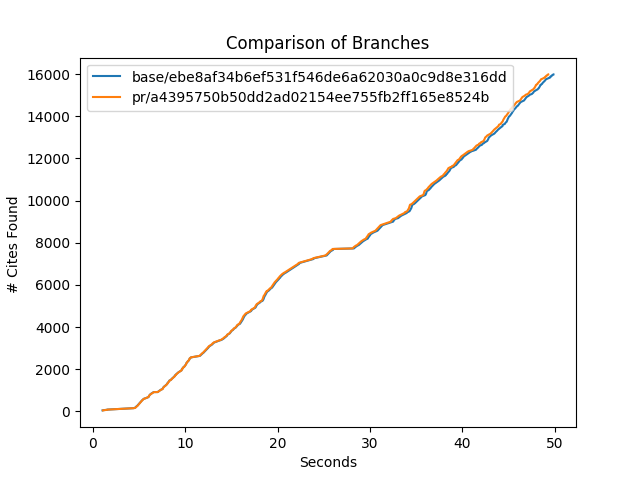 Comparison of Branches
base/ebe8af34b6ef531f546de6a62030a0c9d8e316dd
pr/a4395750b50dd2ad02154ee755fb2ff165e8524b
# Cites Found
16000
14000
12000
10000
8000
6000
4000
2000
0
0 10 20 30 40 50
Seconds